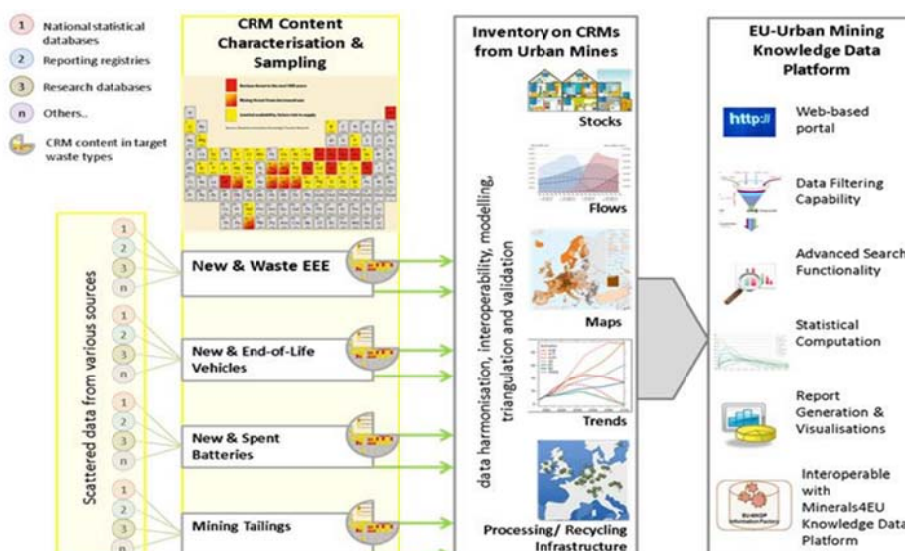 1
National statistical
databases
2
Reporting registries
3
Research databases
n
Others..
CRM content in target
waste types
Scattered data from various sources
1
2
3
n
1
2
3
n
1
2
3
n
1
2
3
n
CRM Content
Characterisation &
Sampling
New & Waste EEE
New & End-of-Life
Vehicles
New & Spent
Batteries
Mining Tailings
data harmonisation, interoperability, modelling,
triangulation and validation
Inventory on CRMs
from Urban Mines
Stocks
Flows
Maps
Trends
Processing/ Recycling
Infrastructure
EU-Urban Mining
Knowledge Data
Platform
http://
Web-based
portal
Data Filtering
Capability
Advanced Search
Functionality
Statistical
Computation
Report
Generation &
Visualisations
Interoperable
with
Minerals4EU
Knowledge Data
Platform